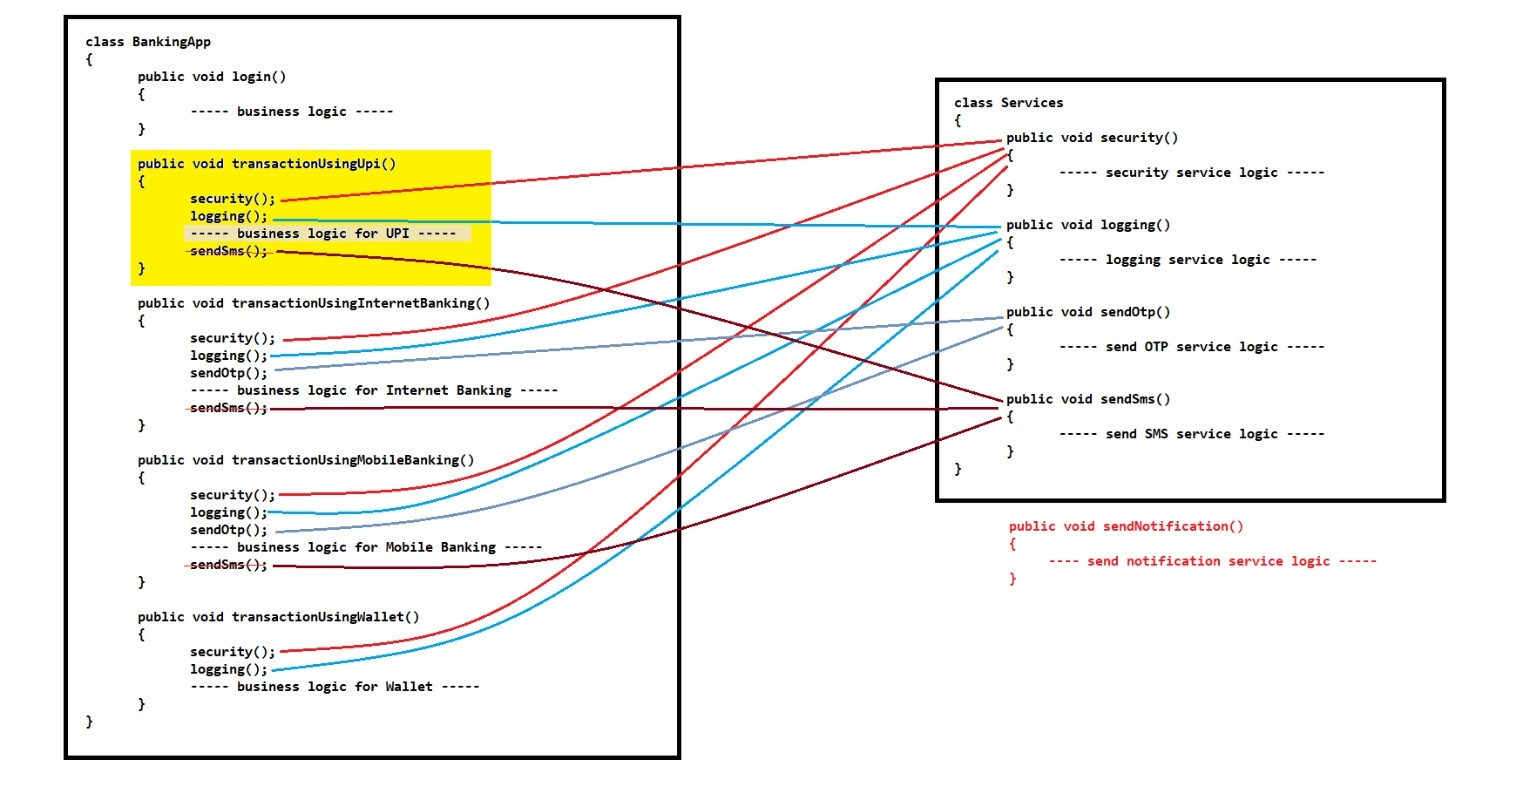 class BankingApp
{
public void login()
{
----- business logic -----
}
public void transactionUsingUpi()
{
security();
logging();
----- business logic for UPI -----
sendSms();
}
public void transactionUsingInternetBanking()
{
security();
logging();
sendOtp();
----- business logic for Internet Banking -----
sendSms();
}
public void transactionUsingMobileBanking()
{
security();
logging();
sendOtp();
----- business logic for Mobile Banking -----
sendSms();
}
public void transactionUsingWallet()
{
security();
logging();
----- business logic for Wallet -----
}
}
class Services
{
public void security()
{
----- security service logic -----
}
public void logging()
{
----- logging service logic -----
}
public void sendOtp()
{
----- send OTP service logic -----
}
public void sendSms()
{
----- send SMS service logic -----
}
}
public void sendNotification()
{
---- send notification service logic -----
}